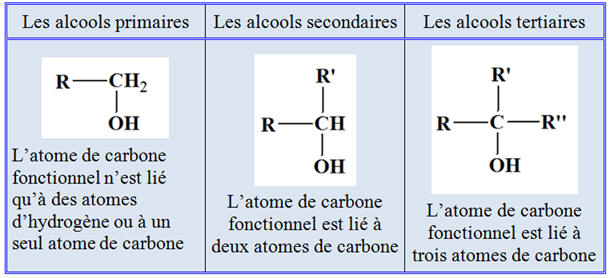 Les alcools primaires
R—CH₂
OH
L’atome de carbone
fonctionnel n’est lié
qu’à des atomes
d’hydrogène ou à un
seul atome de carbone
Les alcools secondaires
R'
R—CH
OH
L’atome de carbone
fonctionnel est lié à
deux atomes de carbone
Les alcools tertiaires
R'
R—C—R''
OH
L’atome de carbone
fonctionnel est lié à
trois atomes de carbone